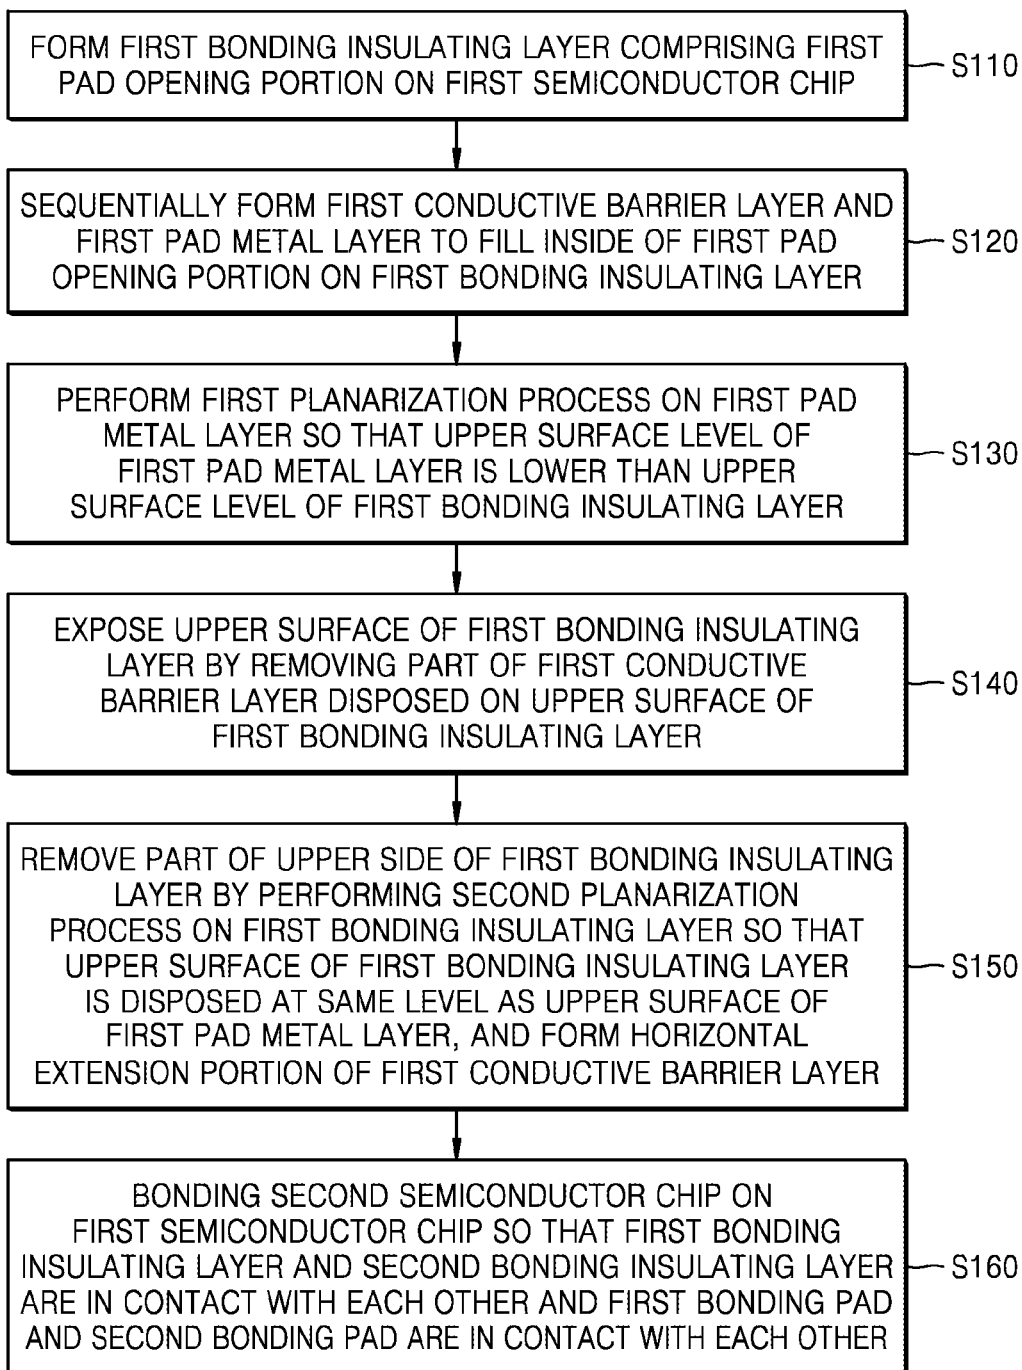 FORM FIRST BONDING INSULATING LAYER COMPRISING FIRST
PAD OPENING PORTION ON FIRST SEMICONDUCTOR CHIP
S110
SEQUENTIALLY FORM FIRST CONDUCTIVE BARRIER LAYER AND
FIRST PAD METAL LAYER TO FILL INSIDE OF FIRST PAD
OPENING PORTION ON FIRST BONDING INSULATING LAYER
S120
PERFORM FIRST PLANARIZATION PROCESS ON FIRST PAD
METAL LAYER SO THAT UPPER SURFACE LEVEL OF
FIRST PAD METAL LAYER IS LOWER THAN UPPER
SURFACE LEVEL OF FIRST BONDING INSULATING LAYER
S130
EXPOSE UPPER SURFACE OF FIRST BONDING INSULATING
LAYER BY REMOVING PART OF FIRST CONDUCTIVE
BARRIER LAYER DISPOSED ON UPPER SURFACE OF
FIRST BONDING INSULATING LAYER
S140
REMOVE PART OF UPPER SIDE OF FIRST BONDING INSULATING
LAYER BY PERFORMING SECOND PLANARIZATION
PROCESS ON FIRST BONDING INSULATING LAYER SO THAT
UPPER SURFACE OF FIRST BONDING INSULATING LAYER
IS DISPOSED AT SAME LEVEL AS UPPER SURFACE OF
FIRST PAD METAL LAYER, AND FORM HORIZONTAL
EXTENSION PORTION OF FIRST CONDUCTIVE BARRIER LAYER
S150
BONDING SECOND SEMICONDUCTOR CHIP ON
FIRST SEMICONDUCTOR CHIP SO THAT FIRST BONDING
INSULATING LAYER AND SECOND BONDING INSULATING LAYER
ARE IN CONTACT WITH EACH OTHER AND FIRST BONDING PAD
AND SECOND BONDING PAD ARE IN CONTACT WITH EACH OTHER
S160